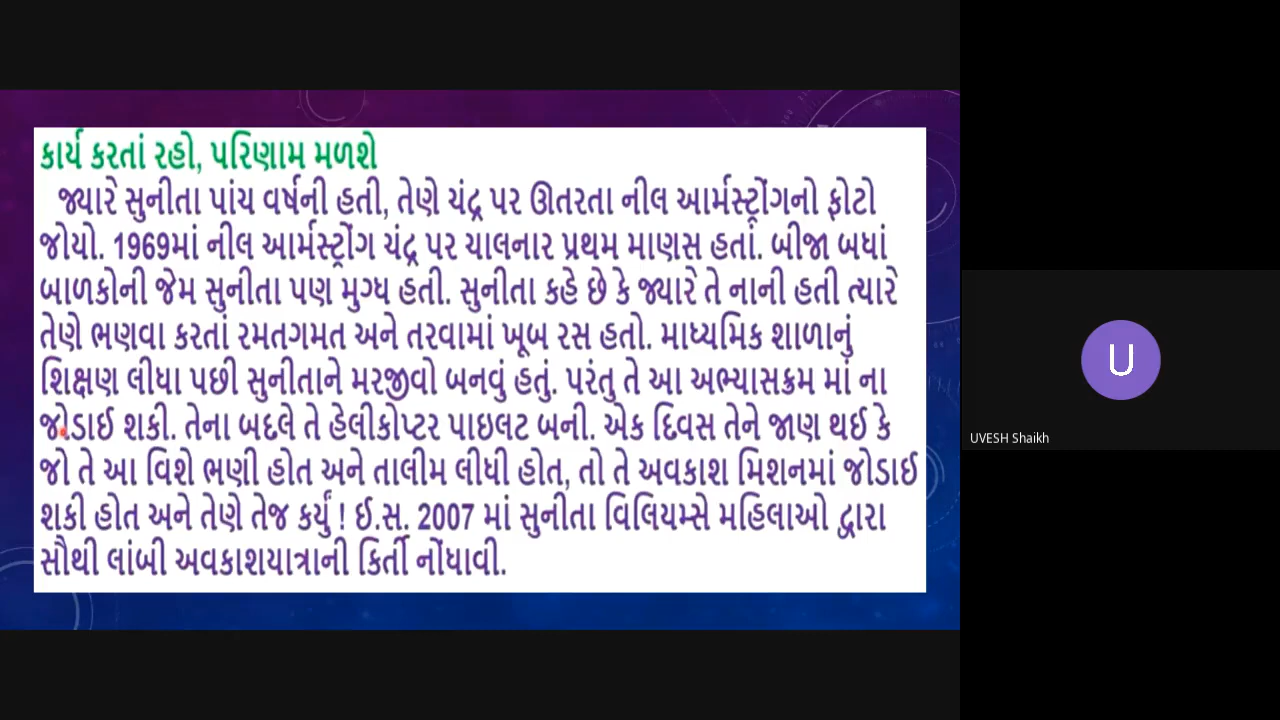 કાર્ય કરતાં રહો, પરિણામ મળશે
જ્યારે સુનીતા પાંચ વર્ષની હતી, તેણે ચંદ્ર પર ઊતરતા નીલ આર્મસ્ટ્રોંગનો ફોટો
જોયો. 1969માં નીલ આર્મસ્ટ્રોંગ ચંદ્ર પર ચાલનાર પ્રથમ માણસ હતાં. બીજા બધાં
બાળકોની જેમ સુનીતા પણ મુગ્ધ હતી. સુનીતા કહે છે કે જ્યારે તે નાની હતી ત્યારે
તેણે ભણવા કરતાં રમતગમત અને તરવામાં ખૂબ રસ હતો. માધ્યમિક શાળાનું
શિક્ષણ લીધા પછી સુનીતાને મરજીવો બનવું હતું. પરંતુ તે આ અભ્યાસક્રમ માં ના
જોડાઈ શકી. તેના બદલે તે હેલીકોપ્ટર પાઇલટ બની. એક દિવસ તેને જાણ થઈ કે
જો તે આ વિશે ભણી હોત અને તાલીમ લીધી હોત, તો તે અવકાશ મિશનમાં જોડાઈ
શકી હોત અને તેણે તેજ કર્યું ! ઈ.સ. 2007 માં સુનીતા વિલિયમ્સે મહિલાઓ દ્વારા
સૌથી લાંબી અવકાશયાત્રાની કિર્તી નોંધાવી.
U
UVESH Shaikh